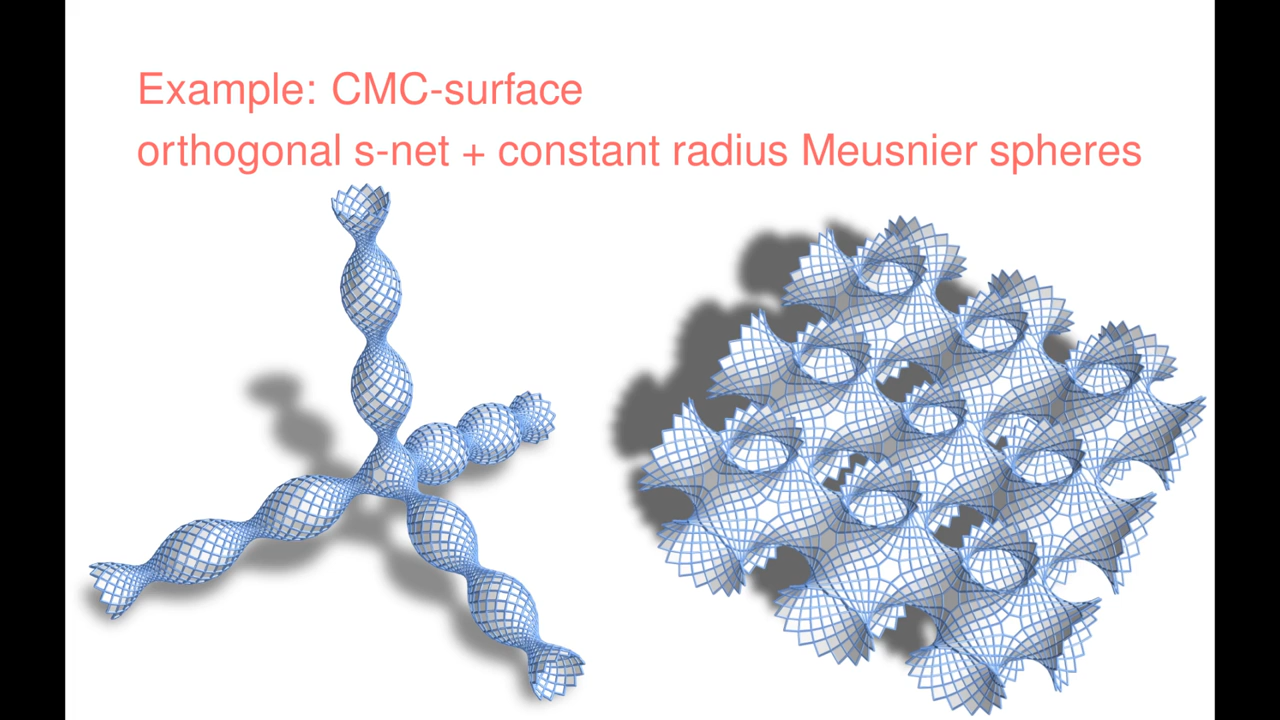 Example: CMC-surface
orthogonal s-net + constant radius Meusnier spheres